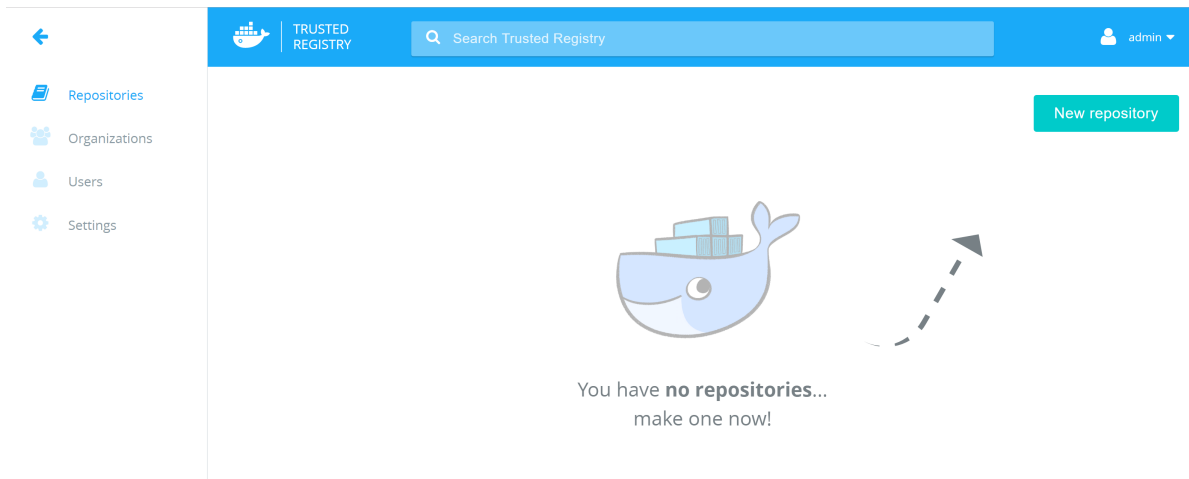 TRUSTED
REGISTRY
Search Trusted Registry
admin
Repositories
Organizations
Users
Settings
New repository
You have no repositories...
make one now!